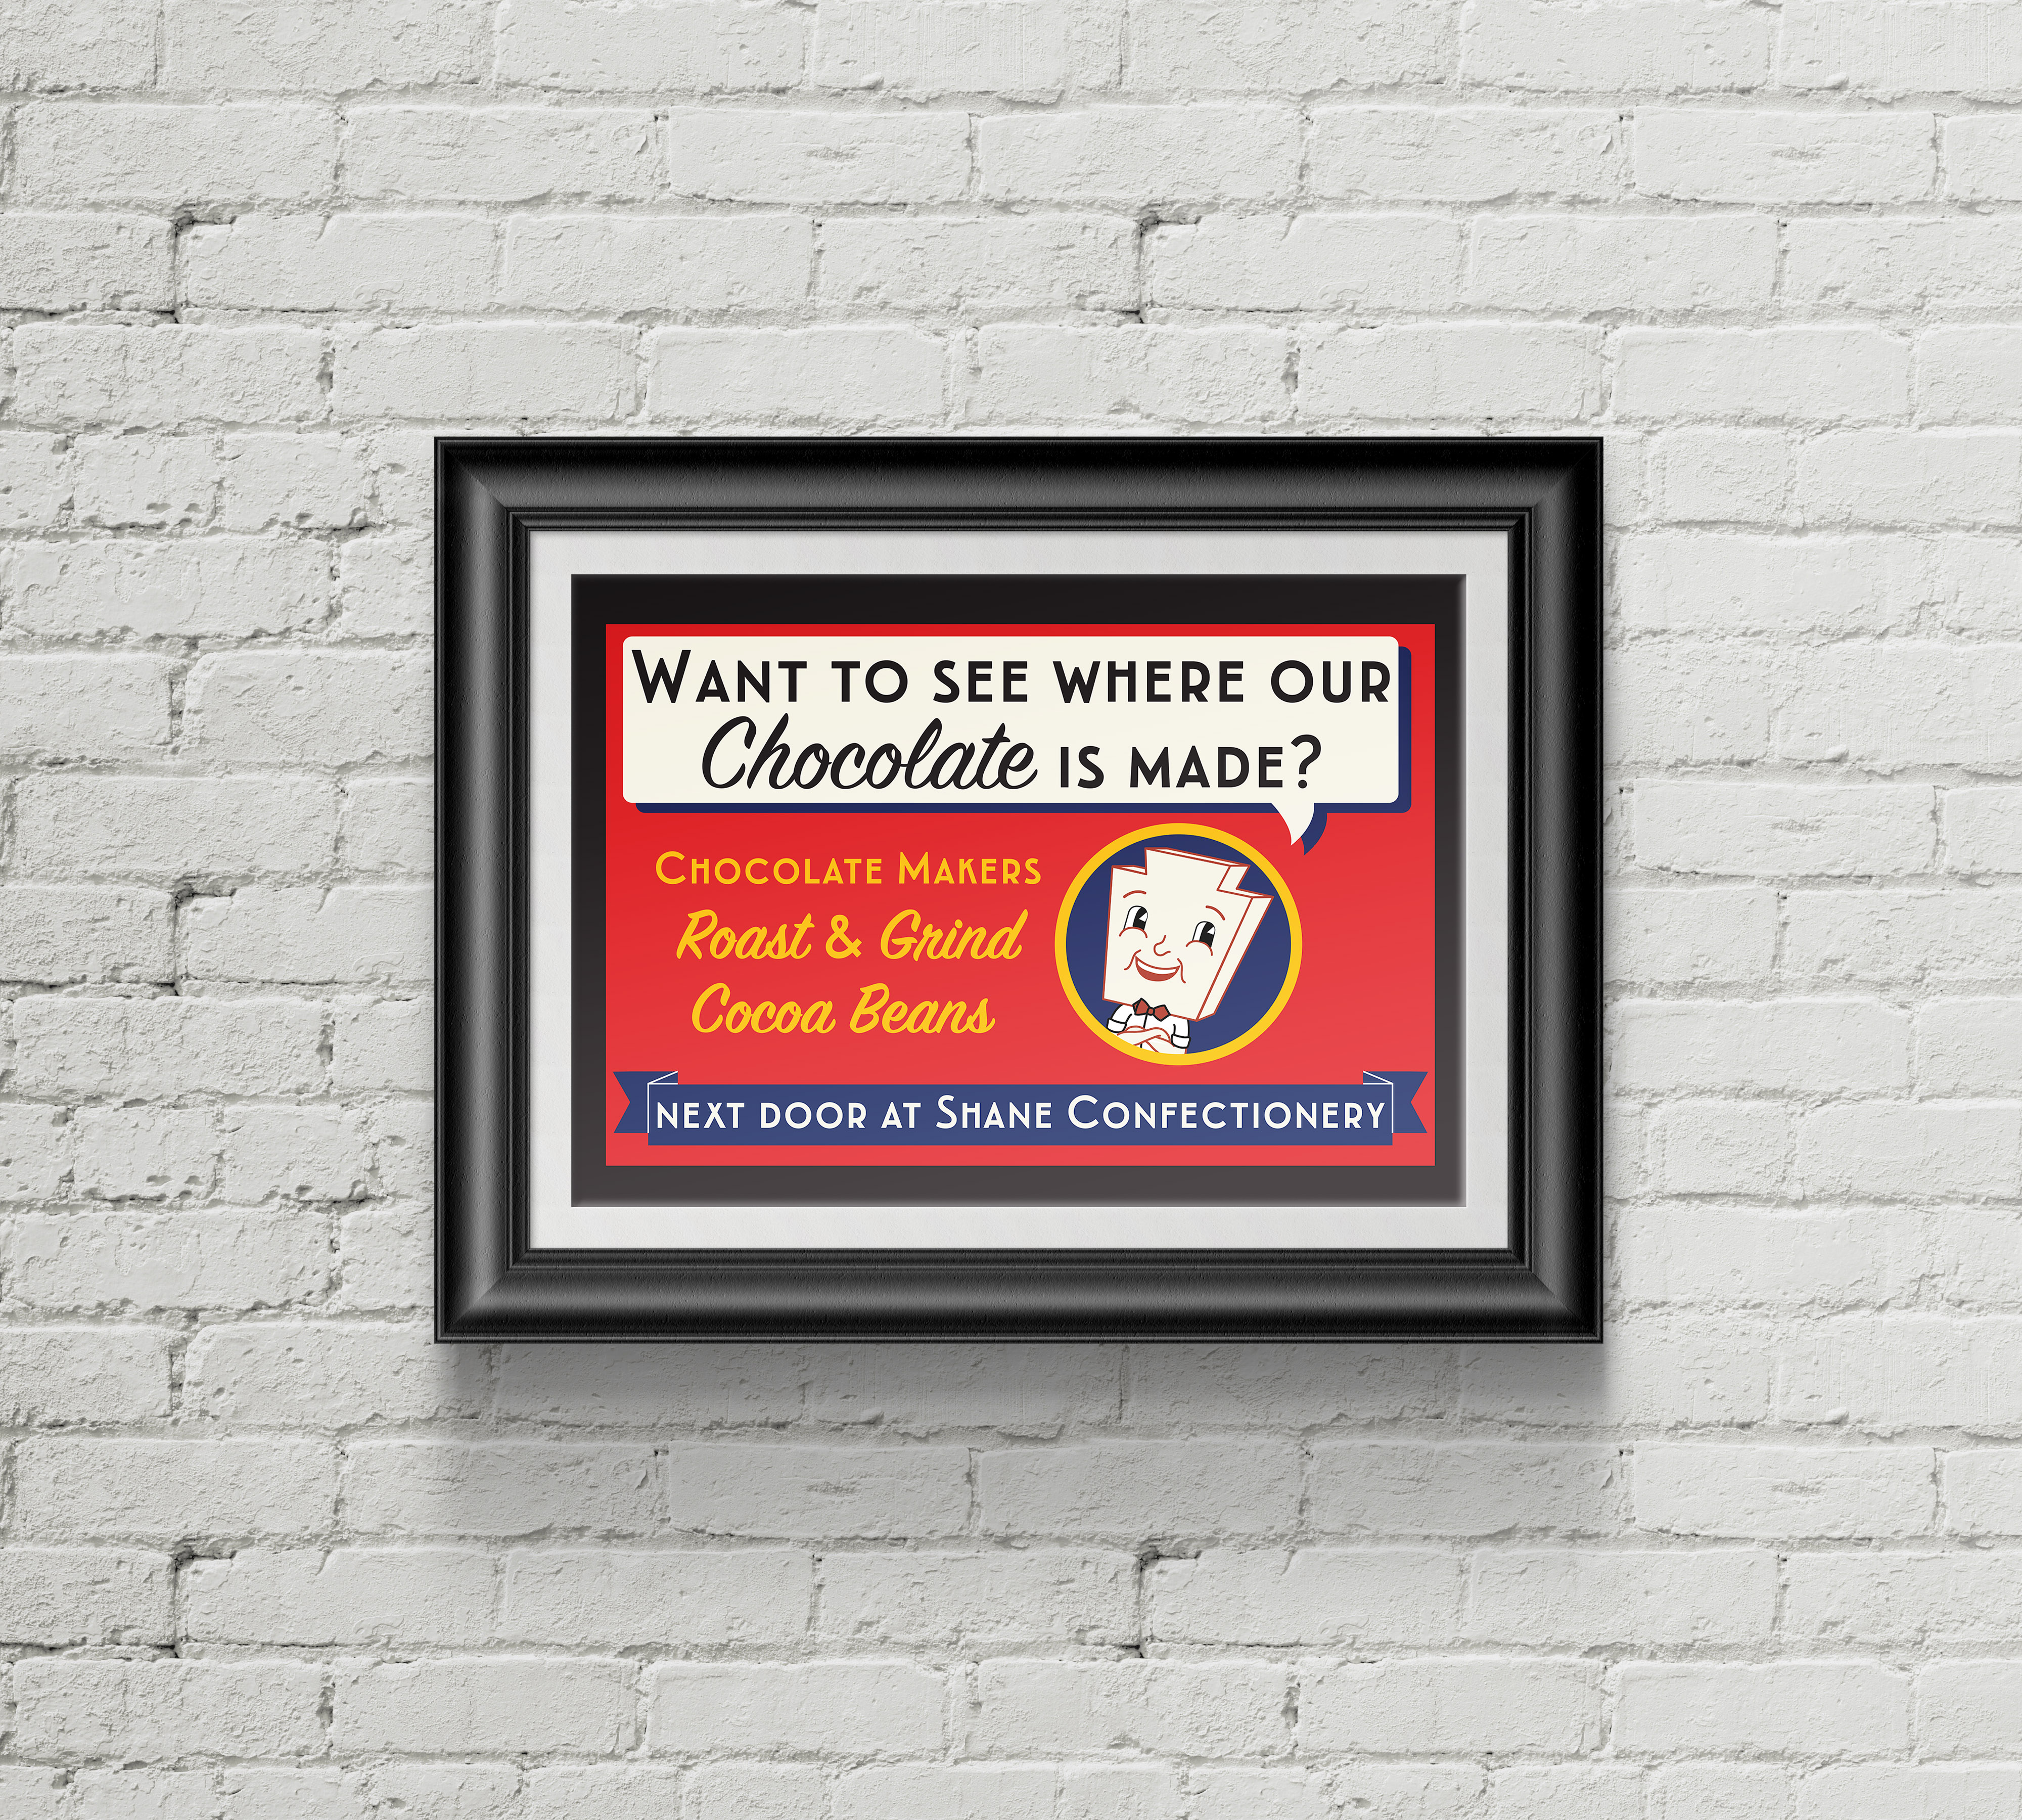 Want to see where our
Chocolate is made?
Chocolate Makers
Roast & Grind
Cocoa Beans
next door at Shane Confectionery